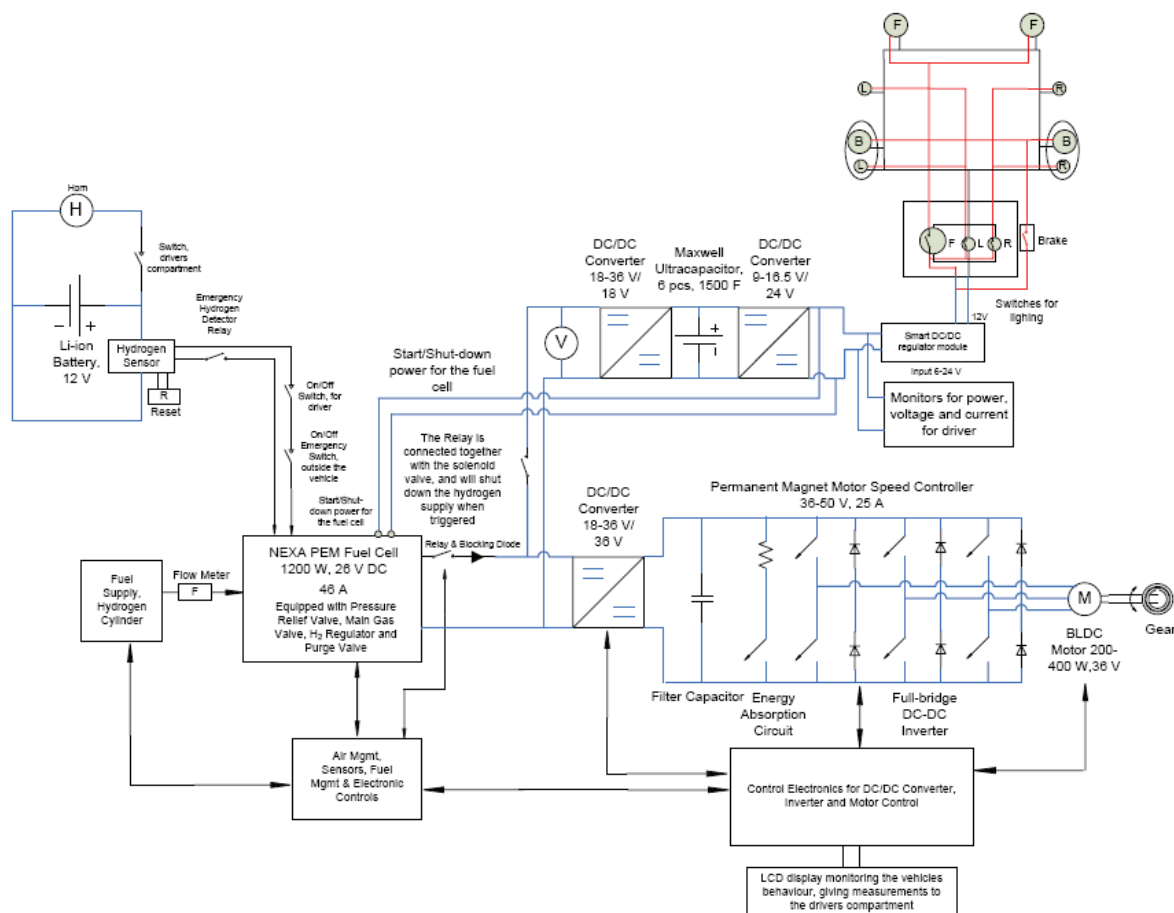 F
F
L
R
B
B
L
R
F
L
R
Brake
Switches for
lighing
12V
Smart DC/DC
regulator module
Input 6-24 V
Monitors for power,
voltage and current
for driver
Horn
H
Switch,
drivers
compartment
Emergency
Hydrogen
Detector
Relay
Li-ion
Battery,
12 V
Hydrogen
Sensor
R
Reset
On/Off
Switch, for
driver
On/Off
Emergency
Switch,
outside the
vehicle
Start/Shut-down
power for the fuel
cell
DC/DC
Converter
18-36 V/
18 V
Maxwell
Ultracapacitor,
6 pcs, 1500 F
DC/DC
Converter
9-16.5 V/
24 V
V
The Relay is
connected together
with the solenoid
valve, and will shut
down the hydrogen
supply when
triggered
Start/Shut-
down power for
the fuel cell
Relay & Blocking Diode
DC/DC
Converter
18-36 V/
36 V
Permanent Magnet Motor Speed Controller
36-50 V, 25 A
Fuel
Supply,
Hydrogen
Cylinder
Flow Meter
F
NEXA PEM Fuel Cell
1200 W, 26 V DC
46 A
Equipped with Pressure
Relief Valve, Main Gas
Valve, H₂ Regulator and
Purge Valve
M
BLDC
Motor 200-
400 W,36 V
Gear
Filter Capacitor
Energy
Absorption
Circuit
Full-bridge
DC-DC
Inverter
Air Mgmt,
Sensors, Fuel
Mgmt & Electronic
Controls
Control Electronics for DC/DC Converter,
Inverter and Motor Control
LCD display monitoring the vehicles
behaviour, giving measurements to
the drivers compartment